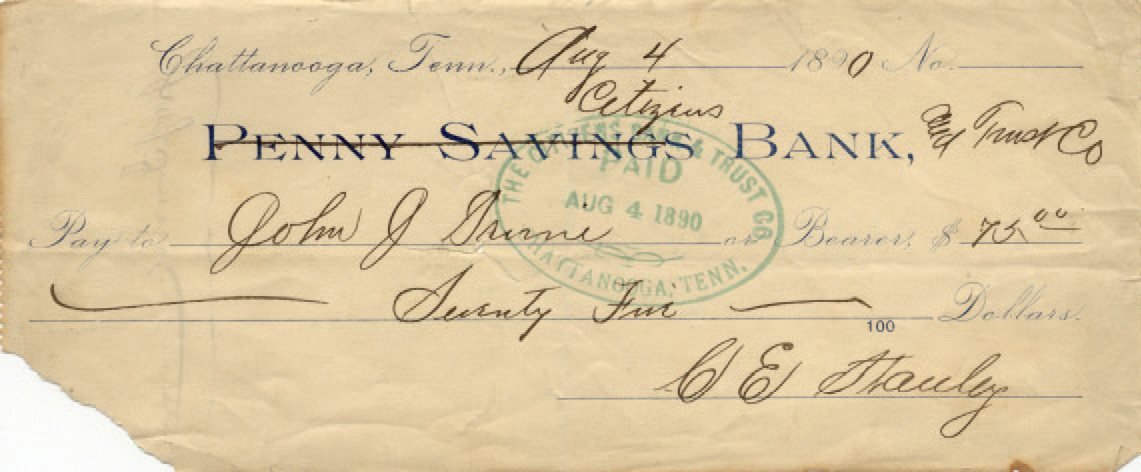 Chattanooga, Tenn., Aug 4 1890 No.
Citizens
PENNY SAVINGS BANK, and Trust Co
THE CITIZENS BANK & TRUST CO.
PAID
AUG 4 1890
CHATTANOOGA, TENN.
Pay to John J or Bearer, $ 75.00
Seventy Five 100 Dollars.
C E Stanley